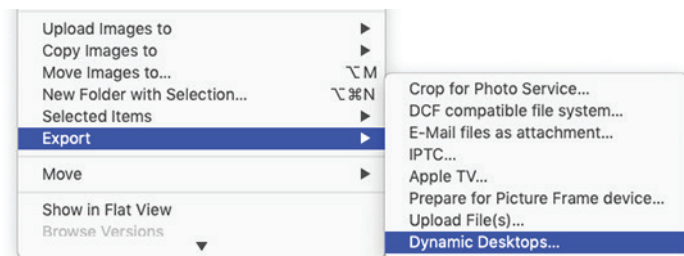 Upload Images to
Copy Images to
Move Images to... ⌥M
New Folder with Selection... ⌥⌘N
Selected Items
Export
Move
Show in Flat View
Browse Versions
Crop for Photo Service...
DCF compatible file system...
E-Mail files as attachment...
IPTC...
Apple TV...
Prepare for Picture Frame device...
Upload File(s)...
Dynamic Desktops...